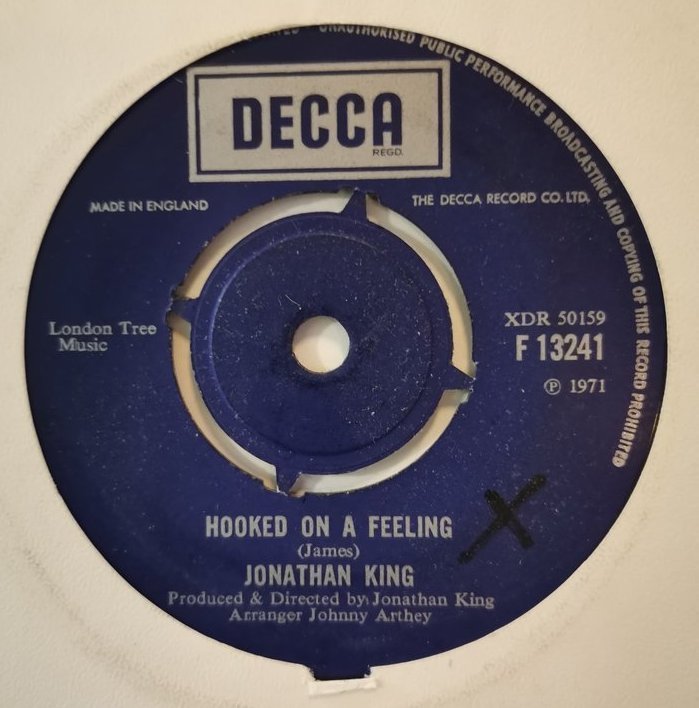 UNAUTHORISED PUBLIC PERFORMANCE BROADCASTING AND COPYING OF THIS RECORD PROHIBITED
DECCA
REGD.
MADE IN ENGLAND
THE DECCA RECORD CO. LTD.
London Tree
Music
XDR 50159
F 13241
℗ 1971
HOOKED ON A FEELING
(James)
X
JONATHAN KING
Produced & Directed by: Jonathan King
Arranger Johnny Arthey